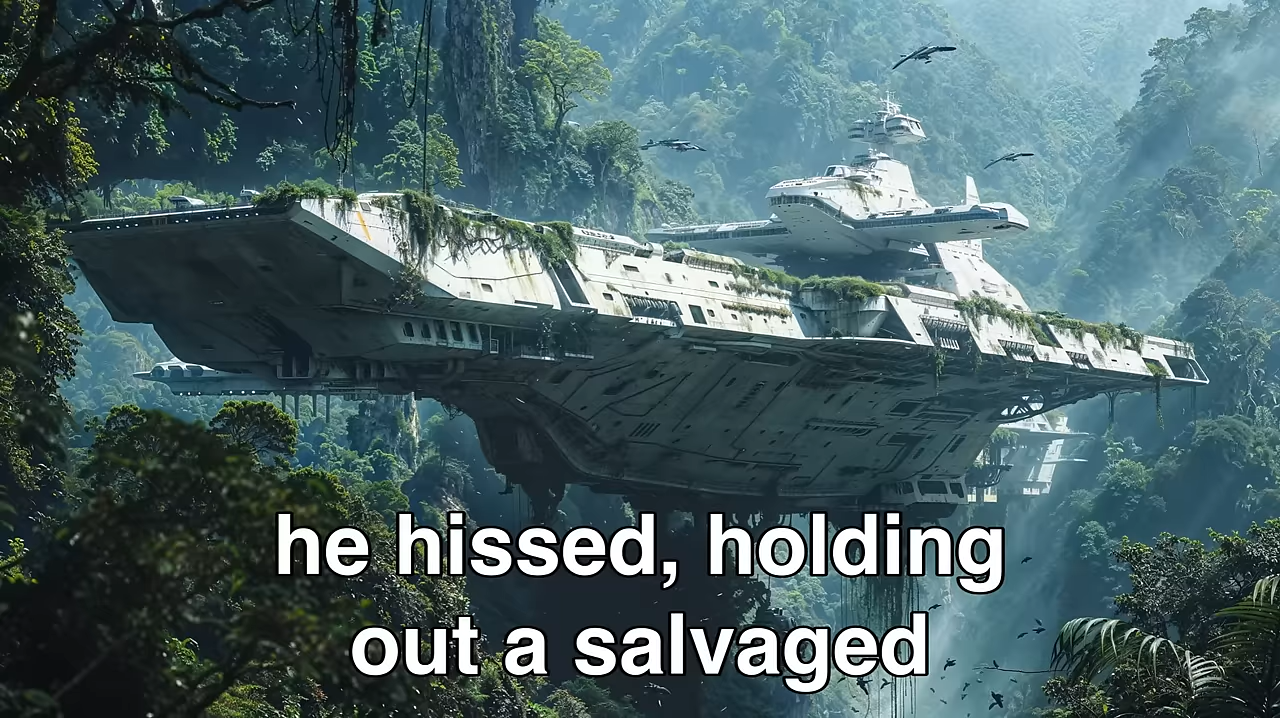 he hissed, holding
out a salvaged